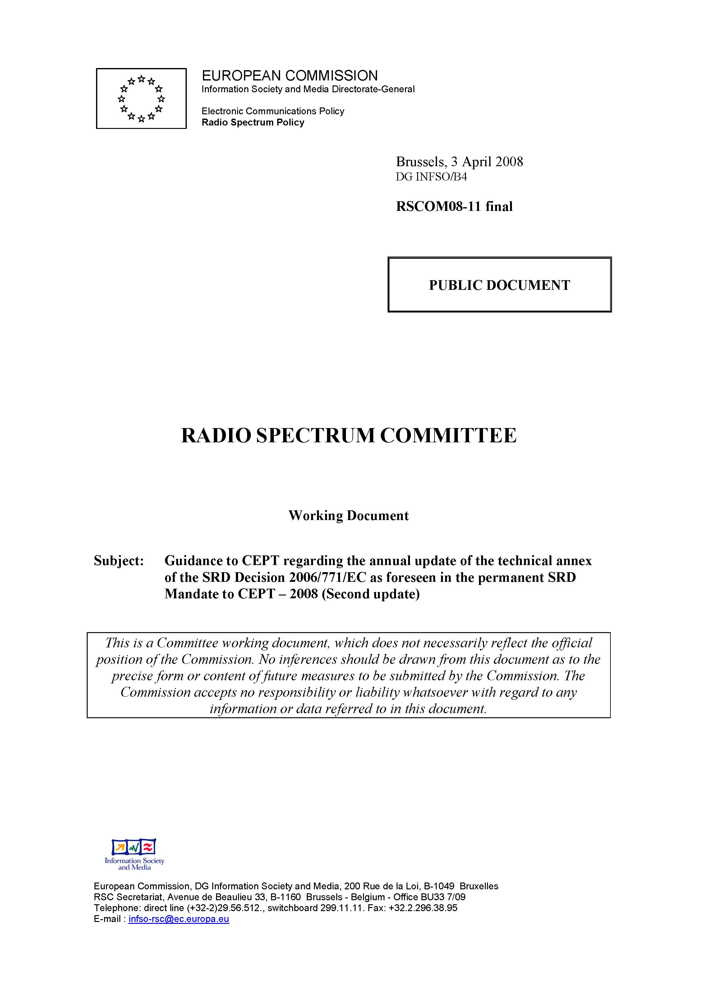 EUROPEAN COMMISSION
Information Society and Media Directorate-General
Electronic Communications Policy
Radio Spectrum Policy
Brussels, 3 April 2008
DG INFSO/B4
RSCOM08-11 final
PUBLIC DOCUMENT
RADIO SPECTRUM COMMITTEE
Working Document
Subject: Guidance to CEPT regarding the annual update of the technical annex
of the SRD Decision 2006/771/EC as foreseen in the permanent SRD
Mandate to CEPT – 2008 (Second update)
This is a Committee working document, which does not necessarily reflect the official
position of the Commission. No inferences should be drawn from this document as to the
precise form or content of future measures to be submitted by the Commission. The
Commission accepts no responsibility or liability whatsoever with regard to any
information or data referred to in this document.
Information Society
and Media
European Commission, DG Information Society and Media, 200 Rue de la Loi, B-1049 Bruxelles
RSC Secretariat, Avenue de Beaulieu 33, B-1160 Brussels - Belgium - Office BU33 7/09
Telephone: direct line (+32-2)29.56.512., switchboard 299.11.11. Fax: +32.2.296.38.95
E-mail : infso-rsc@ec.europa.eu